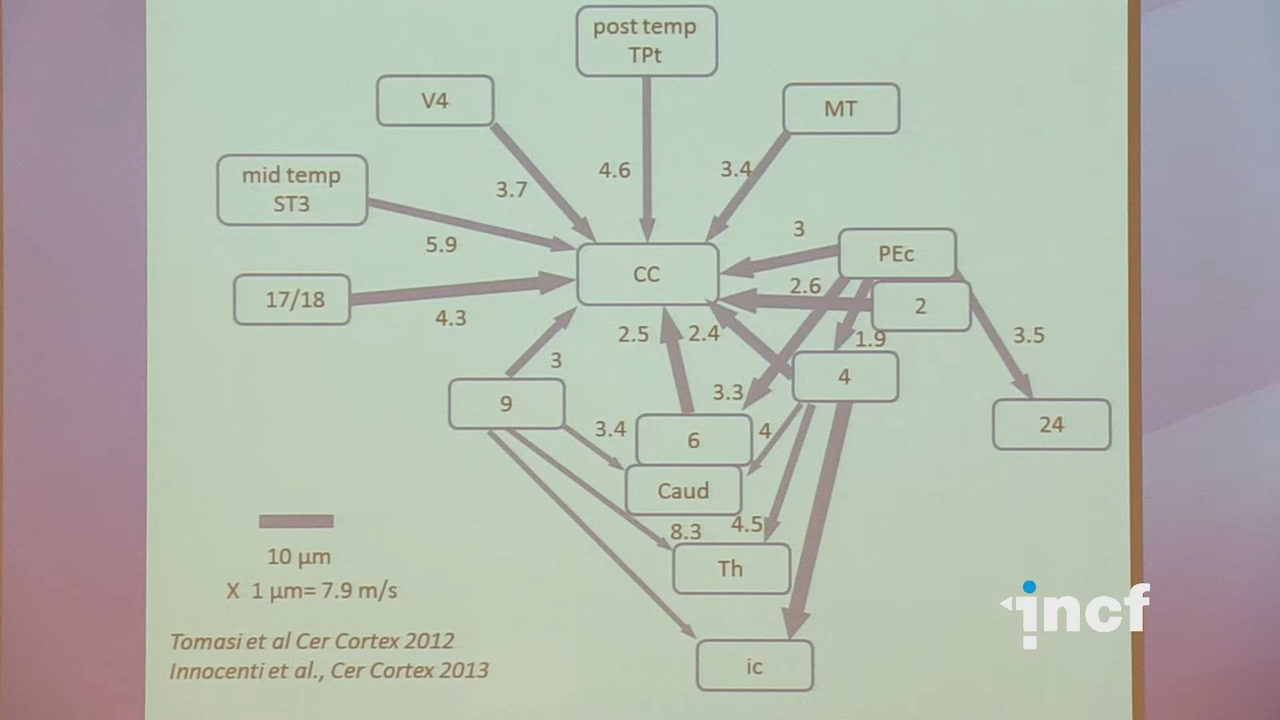 post temp
TPt
V4
MT
mid temp
ST3
4.6
3.4
3.7
5.9
3
PEc
CC
17/18
2.6
2
4.3
2.5
2.4
1.9
3.5
3
4
3.3
9
24
3.4
6
4
Caud
8.3
4.5
10 µm
Th
X 1 µm= 7.9 m/s
incf
Tomasi et al Cer Cortex 2012
Innocenti et al., Cer Cortex 2013
ic